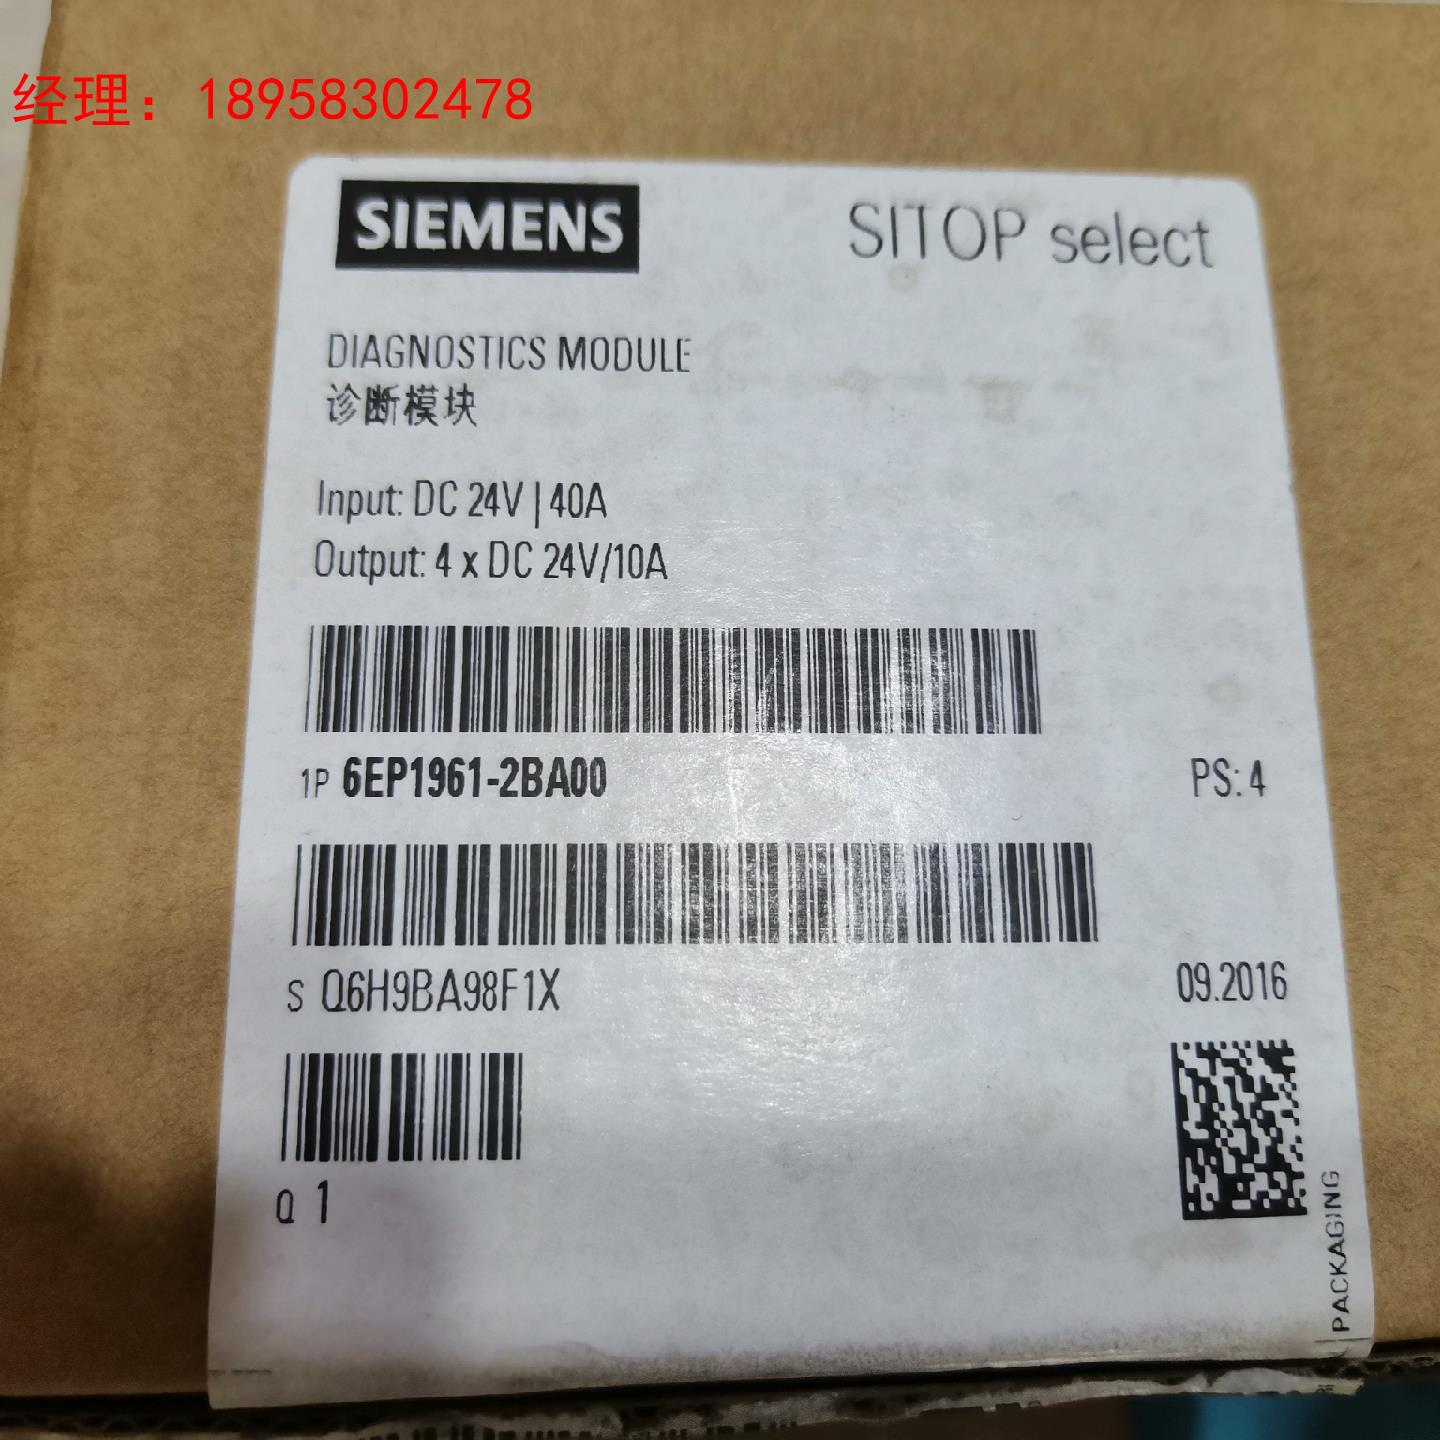 经理：18958302478
SIEMENS
SITOP select
DIAGNOSTICS MODULE
诊断模块
Input: DC 24V | 40A
Output: 4 x DC 24V/10A
1P 6EP1961-2BA00
PS: 4
S Q6H9BA98F1X
09.2016
Q 1
PACKAGING